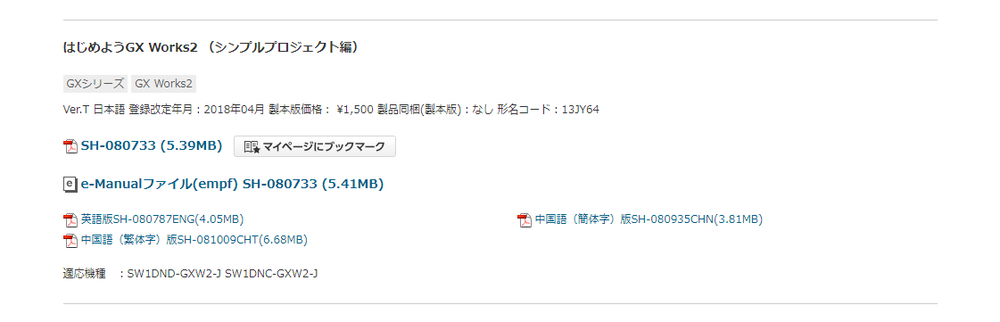 はじめようGX Works2 （シンプルプロジェクト編）
GXシリーズ GX Works2
Ver.T 日本語 登録改定年月：2018年04月 製本版価格： ¥1,500 製品同梱(製本版)：なし 形名コード：13JY64
SH-080733 (5.39MB) マイページにブックマーク
e-Manualファイル(empf) SH-080733 (5.41MB)
英語版SH-080787ENG(4.05MB) 中国語（簡体字）版SH-080935CHN(3.81MB)
中国語（繁体字）版SH-081009CHT(6.68MB)
適応機種 ：SW1DND-GXW2-J SW1DNC-GXW2-J